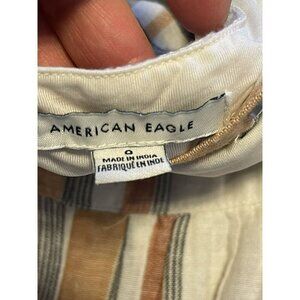 AMERICAN EAGLE
0
MADE IN INDIA
FABRIQUÉ EN INDE